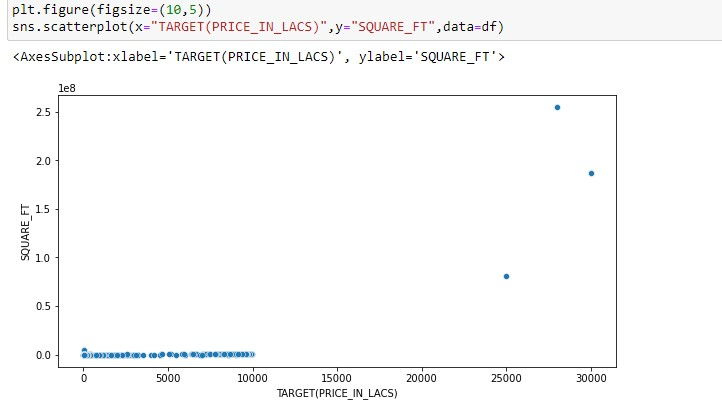 plt.figure(figsize=(10,5))
sns.scatterplot(x="TARGET(PRICE_IN_LACS)",y="SQUARE_FT",data=df)
<AxesSubplot:xlabel='TARGET(PRICE_IN_LACS)', ylabel='SQUARE_FT'>
1e8
2.5
2.0
1.5
1.0
0.5
0.0
SQUARE_FT
0 5000 10000 15000 20000 25000 30000
TARGET(PRICE_IN_LACS)